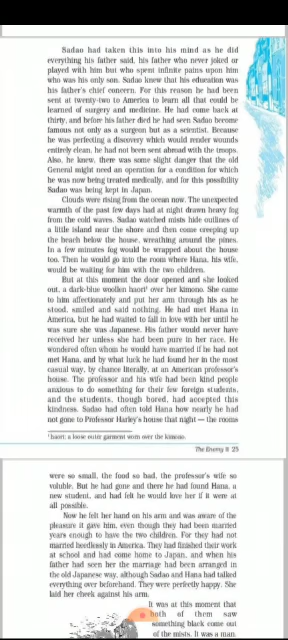 Sadao had taken this into his mind as he did
everything his father said, his father who never joked or
played with him but who spent infinite pains upon him
who was his only son. Sadao knew that his education was
his father's chief concern. For this reason he had been
sent at twenty-two to America to learn all that could be
learned of surgery and medicine. He had come back at
thirty, and before his father died he had seen Sadao become
famous not only as a surgeon but as a scientist. Because
he was perfecting a discovery which would render wounds
entirely clean, he had not been sent abroad with the troops.
Also, he knew, there was some slight danger that the old
General might need an operation for a condition for which
he was now being treated medically, and for this possibility
Sadao was being kept in Japan.
Clouds were rising from the ocean now. The unexpected
warmth of the past few days had at night drawn heavy fog
from the cold waves. Sadao watched mists hide outlines of
a little island near the shore and then come creeping up
the beach below the house, wreathing around the pines.
In a few minutes fog would be wrapped about the house
too. Then he would go into the room where Hana, his wife,
would be waiting for him with the two children.
But at this moment the door opened and she looked
out, a dark-blue woollen haori¹ over her kimono. She came
to him affectionately and put her arm through his as he
stood, smiled and said nothing. He had met Hana in
America, but he had waited to fall in love with her until he
was sure she was Japanese. His father would never have
received her unless she had been pure in her race. He
wondered often whom he would have married if he had not
met Hana, and by what luck he had found her in the most
casual way, by chance literally, at an American professor's
house. The professor and his wife had been kind people
anxious to do something for their few foreign students,
and the students, though bored, had accepted this
kindness. Sadao had often told Hana how nearly he had
not gone to Professor Harley's house that night — the rooms
¹haori: a loose outer garment worn over the kimono.
The Enemy 25
were so small, the food so bad, the professor's wife so
voluble. But he had gone and there he had found Hana, a
new student, and had felt he would love her if it were at
all possible.
Now he felt her hand on his arm and was aware of the
pleasure it gave him, even though they had been married
years enough to have the two children. For they had not
married heedlessly in America. They had finished their work
at school and had come home to Japan, and when his
father had seen her the marriage had been arranged in
the old Japanese way, although Sadao and Hana had talked
everything over beforehand. They were perfectly happy. She
laid her cheek against his arm.
It was at this moment that
both of them saw
something black come out
of the mists. It was a man.